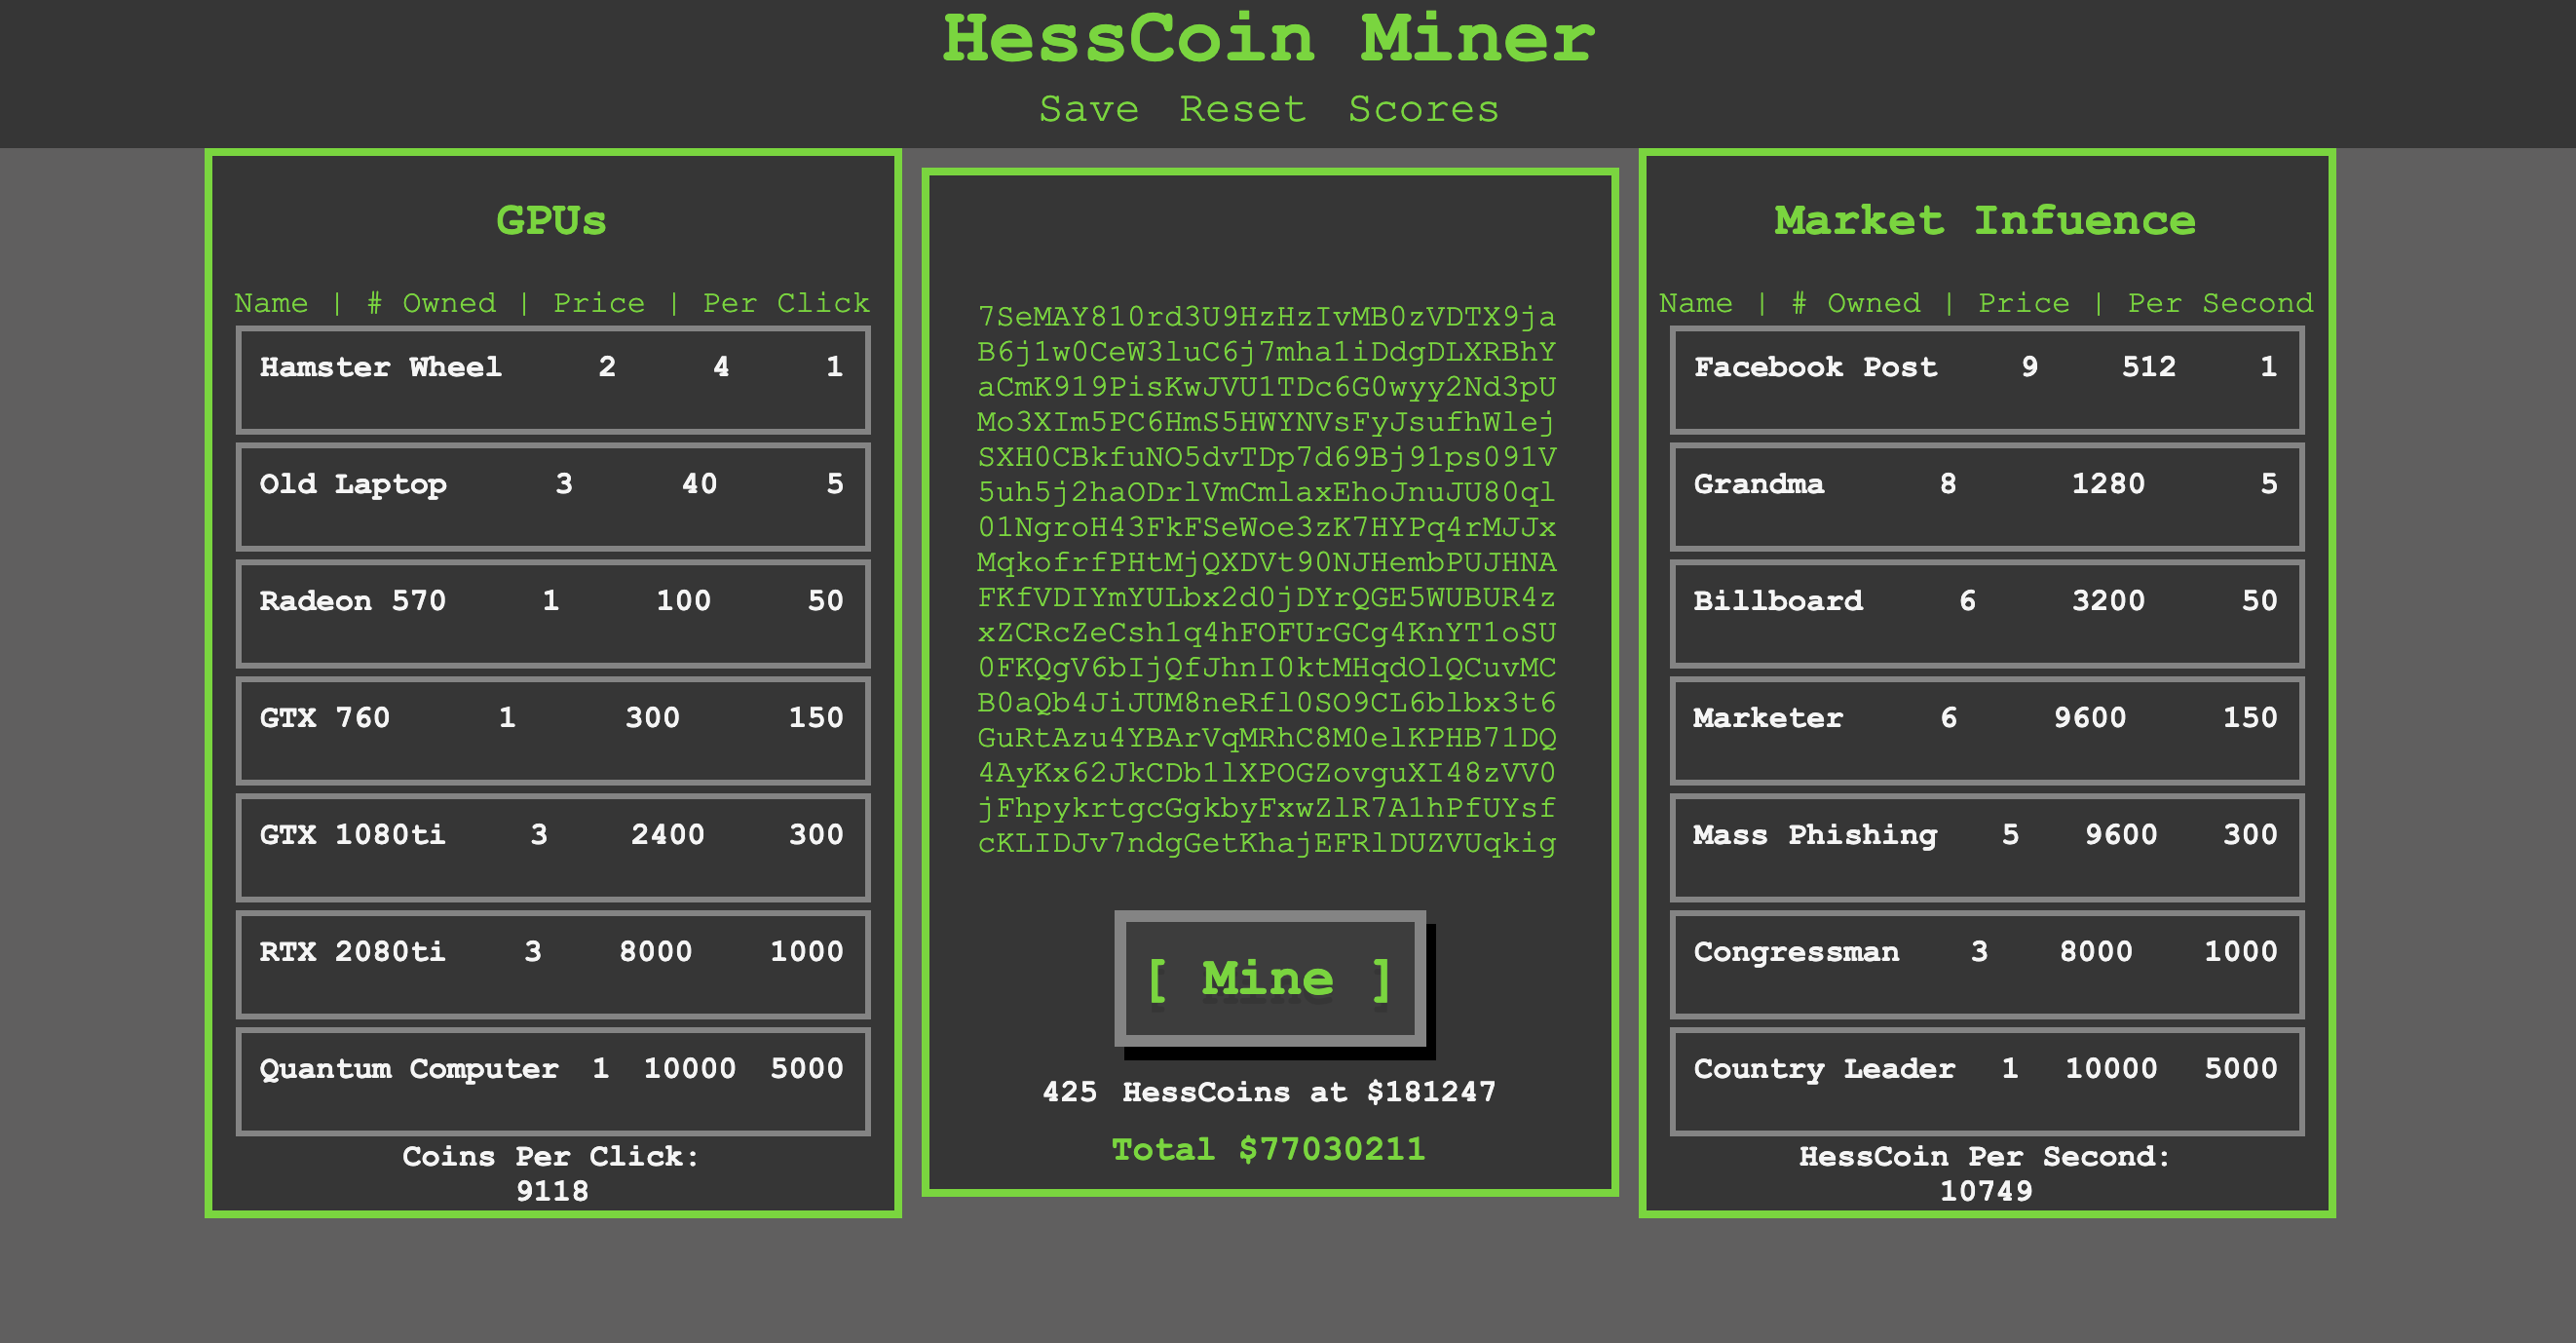 HessCoin Miner
Save Reset Scores
GPUs
Name | # Owned | Price | Per Click
Hamster Wheel 2 4 1
Old Laptop 3 40 5
Radeon 570 1 100 50
GTX 760 1 300 150
GTX 1080ti 3 2400 300
RTX 2080ti 3 8000 1000
Quantum Computer 1 10000 5000
Coins Per Click:
9118
7SeMAY810rd3U9HzHzIvMB0zVDTX9ja
B6j1w0CeW3luC6j7mha1iDdgDLXRBhY
aCmK919PisKwJVU1TDc6G0wyy2Nd3pU
Mo3XIm5PC6HmS5HWYNVsFyJsufhWlej
SXH0CBkfuNO5dvTDp7d69Bj91ps091V
5uh5j2haODrlVmCmlaxEhoJnuJU80ql
01NgroH43FkFSeWoe3zK7HYPq4rMJJx
MqkofrfPHtMjQXDVt90NJHembPUJHNA
FKfVDIYmYULbx2d0jDYrQGE5WUBUR4z
xZCRcZeCsh1q4hFOFUrGCg4KnYT1oSU
0FKQgV6bIjQfJhnI0ktMHqdOlQCuvMC
B0aQb4JiJUM8neRfl0SO9CL6blbx3t6
GuRtAzu4YBArVqMRhC8M0elKPHB71DQ
4AyKx62JkCDb1lXPOGZovguXI48zVV0
jFhpykrtgcGgkbyFxwZlR7A1hPfUYsf
cKLIDJv7ndgGetKhajEFRlDUZVUqkig
[ Mine ]
425 HessCoins at $181247
Total $77030211
Market Infuence
Name | # Owned | Price | Per Second
Facebook Post 9 512 1
Grandma 8 1280 5
Billboard 6 3200 50
Marketer 6 9600 150
Mass Phishing 5 9600 300
Congressman 3 8000 1000
Country Leader 1 10000 5000
HessCoin Per Second:
10749